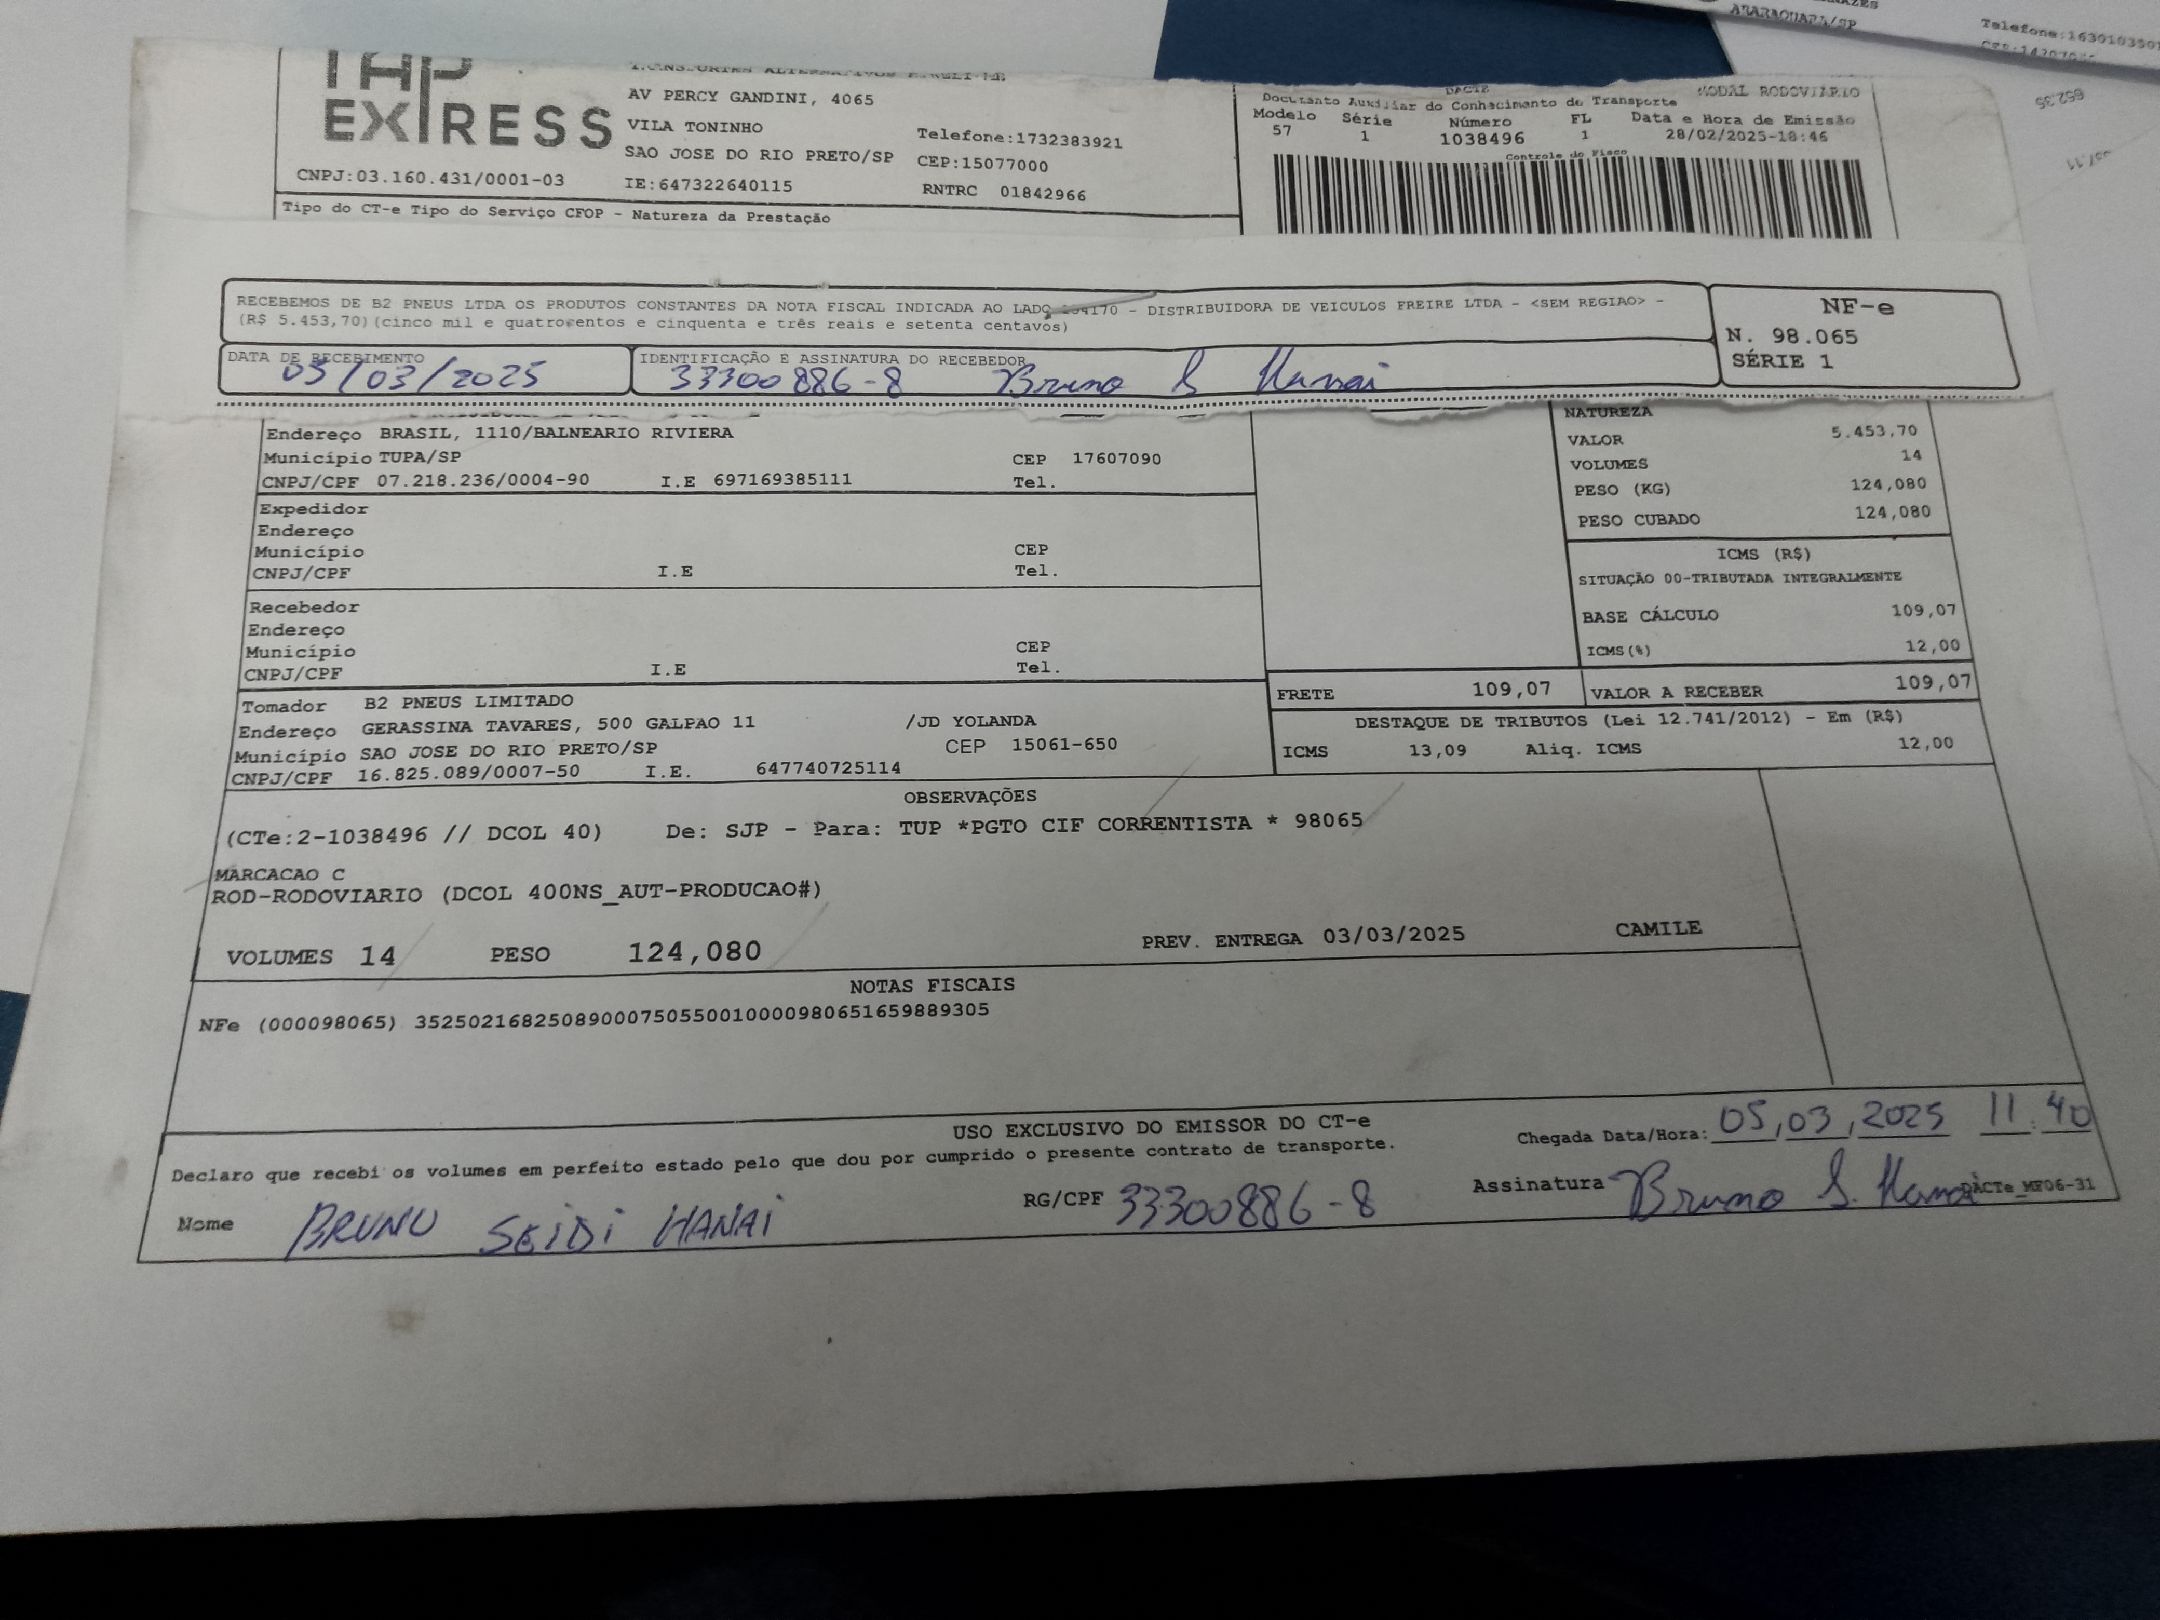 EXPRESS
AV PERCY GANDINI, 4065
VILA TONINHO
SAO JOSE DO RIO PRETO/SP
Telefone:1732383921
CEP:15077000
CNPJ:03.160.431/0001-03
IE:647322640115
RNTRC 01842966
Tipo do CT-e Tipo do Serviço CFOP - Natureza da Prestação
DACTE
MODAL RODOVIÁRIO
Documento Auxiliar do Conhecimento de Transporte
Modelo Série Número FL Data e Hora de Emissão
57 1 1038496 1 28/02/2025-18:46
Controle do Fisco
RECEBEMOS DE B2 PNEUS LTDA OS PRODUTOS CONSTANTES DA NOTA FISCAL INDICADA AO LADO - DISTRIBUIDORA DE VEICULOS FREIRE LTDA - <SEM REGIAO> -
(R$ 5.453,70)(cinco mil e quatrocentos e cinquenta e três reais e setenta centavos)
NF-e
N. 98.065
SÉRIE 1
DATA DE RECEBIMENTO
05/03/2025
IDENTIFICAÇÃO E ASSINATURA DO RECEBEDOR
33300886-8 Bruno S Hanai
Endereço BRASIL, 1110/BALNEARIO RIVIERA
Município TUPA/SP CEP 17607090
CNPJ/CPF 07.218.236/0004-90 I.E 697169385111 Tel.
NATUREZA
VALOR 5.453,70
VOLUMES 14
PESO (KG) 124,080
PESO CUBADO 124,080
Expedidor
Endereço
Município CEP
CNPJ/CPF I.E Tel.
ICMS (R$)
SITUAÇÃO 00-TRIBUTADA INTEGRALMENTE
BASE CÁLCULO 109,07
ICMS(%) 12,00
Recebedor
Endereço
Município CEP
CNPJ/CPF I.E Tel.
FRETE 109,07 VALOR A RECEBER 109,07
Tomador B2 PNEUS LIMITADO
Endereço GERASSINA TAVARES, 500 GALPAO 11 /JD YOLANDA
Município SAO JOSE DO RIO PRETO/SP CEP 15061-650
CNPJ/CPF 16.825.089/0007-50 I.E. 647740725114
DESTAQUE DE TRIBUTOS (Lei 12.741/2012) - Em (R$)
ICMS 13,09 Aliq. ICMS 12,00
OBSERVAÇÕES
(CTe:2-1038496 // DCOL 40) De: SJP - Para: TUP *PGTO CIF CORRENTISTA * 98065
MARCACAO C
ROD-RODOVIARIO (DCOL 400NS_AUT-PRODUCAO#)
VOLUMES 14 PESO 124,080 PREV. ENTREGA 03/03/2025 CAMILE
NOTAS FISCAIS
NFe (000098065) 35250216825089000750550010000980651659889305
USO EXCLUSIVO DO EMISSOR DO CT-e
Declaro que recebi os volumes em perfeito estado pelo que dou por cumprido o presente contrato de transporte.
Chegada Data/Hora: 05,03,2025 11:40
Nome BRUNO SEIDI HANAI
RG/CPF 33300886-8
Assinatura Bruno S. Hanai
DACTe_MF06-31
ARARAQUARA/SP